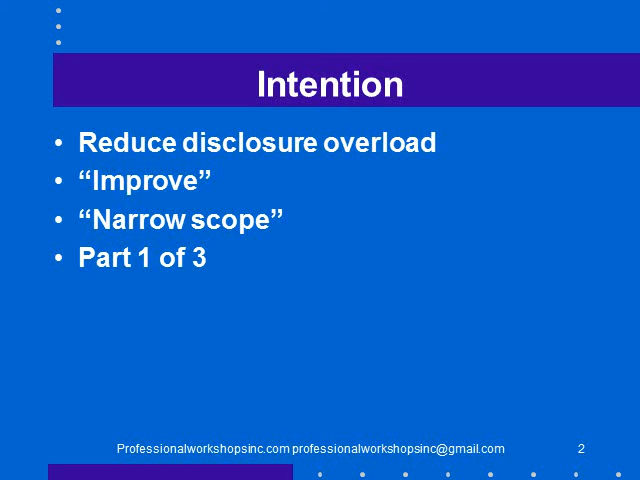 Intention
• Reduce disclosure overload
• “Improve”
• “Narrow scope”
• Part 1 of 3
Professionalworkshopsinc.com professionalworkshopsinc@gmail.com 2